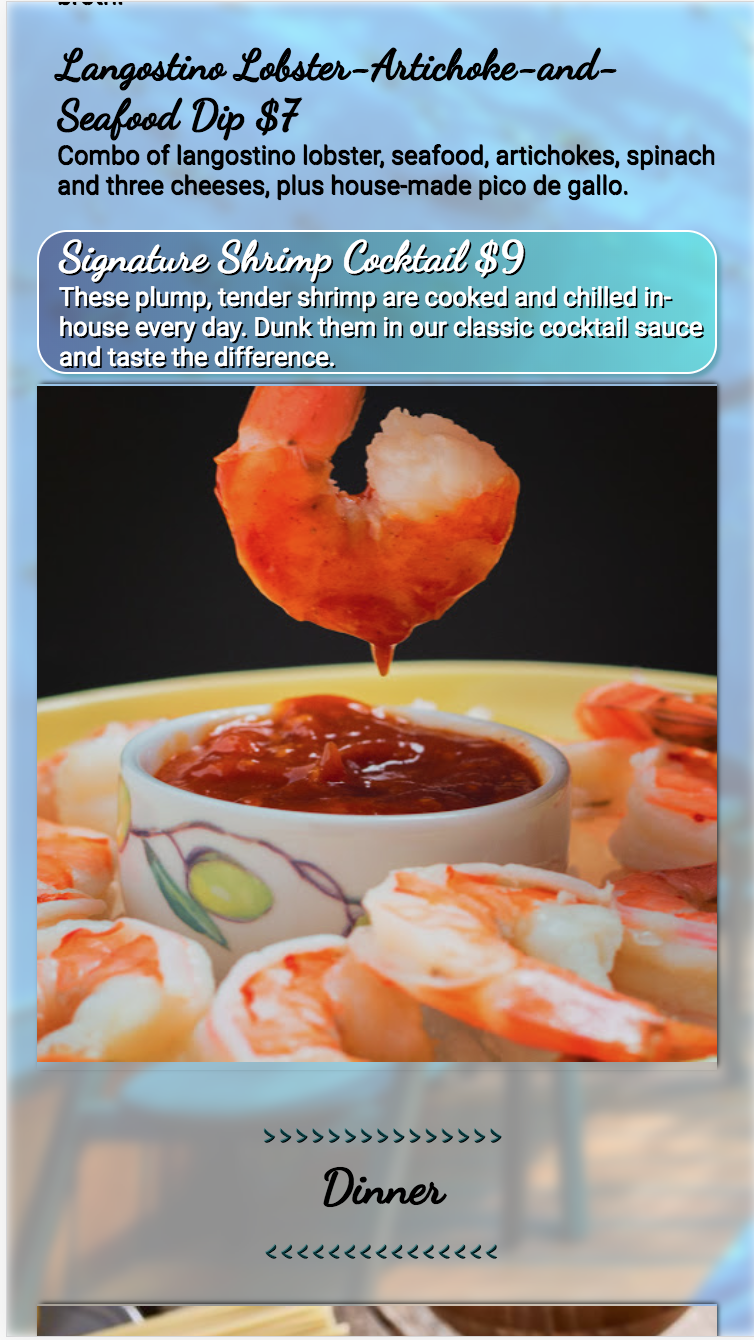 Langostino Lobster-Artichoke-and-
Seafood Dip $7
Combo of langostino lobster, seafood, artichokes, spinach
and three cheeses, plus house-made pico de gallo.
Signature Shrimp Cocktail $9
These plump, tender shrimp are cooked and chilled in-
house every day. Dunk them in our classic cocktail sauce
and taste the difference.
>>>>>>>>>>>>>>>
Dinner
<<<<<<<<<<<<<<<